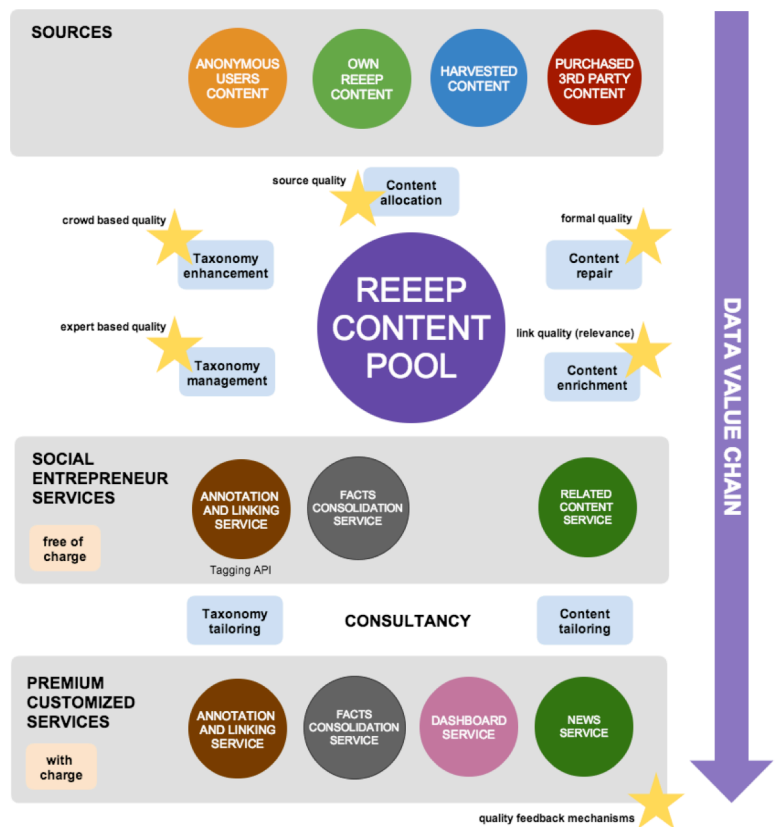 SOURCES
ANONYMOUS
USERS
CONTENT
OWN
REEEP
CONTENT
HARVESTED
CONTENT
PURCHASED
3RD PARTY
CONTENT
source quality
Content
allocation
crowd based quality
Taxonomy
enhancement
formal quality
Content
repair
REEEP
CONTENT
POOL
expert based quality
Taxonomy
management
link quality (relevance)
Content
enrichment
DATA VALUE CHAIN
SOCIAL
ENTREPRENEUR
SERVICES
free of
charge
ANNOTATION
AND LINKING
SERVICE
Tagging API
FACTS
CONSOLIDATION
SERVICE
RELATED
CONTENT
SERVICE
Taxonomy
tailoring
CONSULTANCY
Content
tailoring
PREMIUM
CUSTOMIZED
SERVICES
with
charge
ANNOTATION
AND LINKING
SERVICE
FACTS
CONSOLIDATION
SERVICE
DASHBOARD
SERVICE
NEWS
SERVICE
quality feedback mechanisms